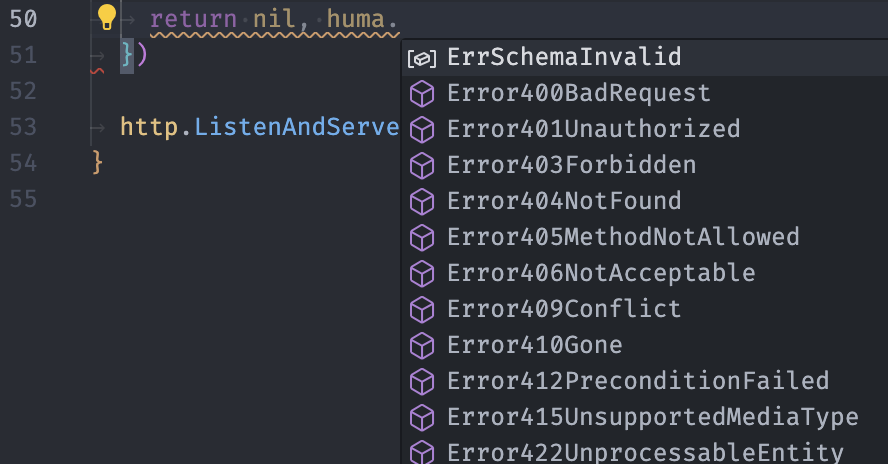 50 return nil, huma.
ErrSchemaInvalid
51 })
Error400BadRequest
52
Error401Unauthorized
53 http.ListenAndServe
Error403Forbidden
54 }
Error404NotFound
55
Error405MethodNotAllowed
Error406NotAcceptable
Error409Conflict
Error410Gone
Error412PreconditionFailed
Error415UnsupportedMediaType
Error422UnprocessableEntity